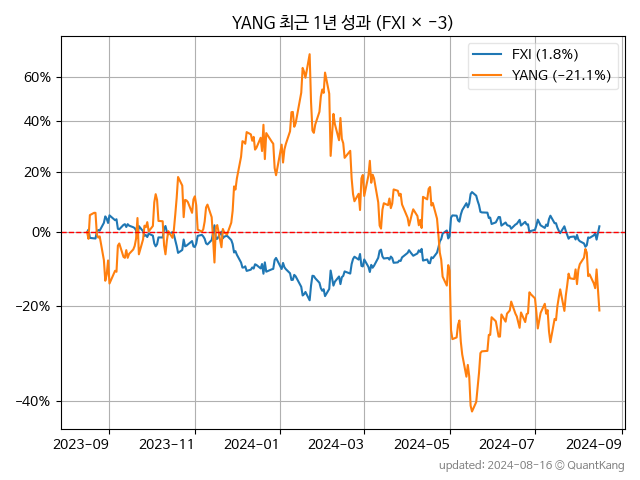 YANG 최근 1년 성과 (FXI × -3)
FXI (1.8%)
YANG (-21.1%)
60%
40%
20%
0%
-20%
-40%
2023-09 2023-11 2024-01 2024-03 2024-05 2024-07 2024-09
updated: 2024-08-16 © QuantKang